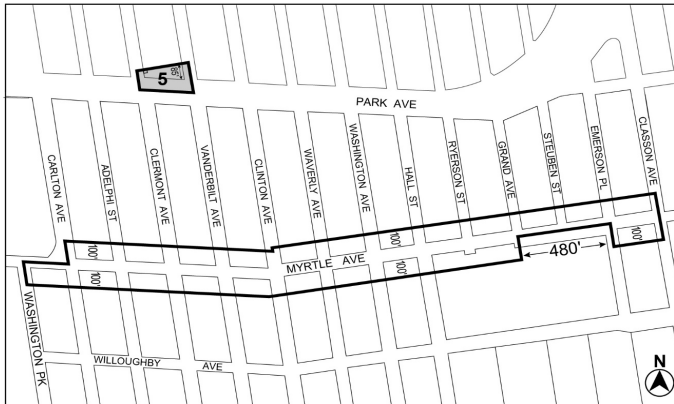 85'
5
PARK AVE
CARLTON AVE
ADELPHI ST
CLERMONT AVE
VANDERBILT AVE
CLINTON AVE
WAVERLY AVE
WASHINGTON AVE
HALL ST
RYERSON ST
GRAND AVE
STEUBEN ST
EMERSON PL
CLASSON AVE
100'
100'
100'
100'
100'
MYRTLE AVE
480'
WASHINGTON PK
WILLOUGHBY AVE
N